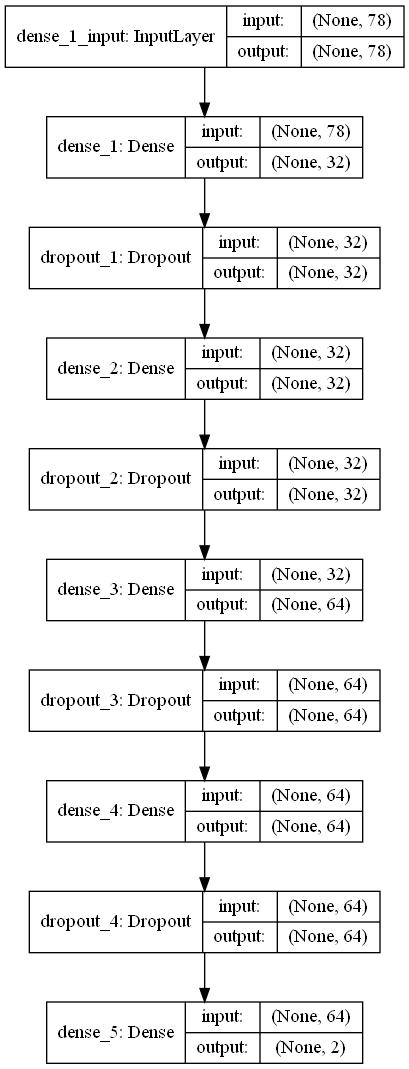 dense_1_input: InputLayer
input: (None, 78)
output: (None, 78)
dense_1: Dense
input: (None, 78)
output: (None, 32)
dropout_1: Dropout
input: (None, 32)
output: (None, 32)
dense_2: Dense
input: (None, 32)
output: (None, 32)
dropout_2: Dropout
input: (None, 32)
output: (None, 32)
dense_3: Dense
input: (None, 32)
output: (None, 64)
dropout_3: Dropout
input: (None, 64)
output: (None, 64)
dense_4: Dense
input: (None, 64)
output: (None, 64)
dropout_4: Dropout
input: (None, 64)
output: (None, 64)
dense_5: Dense
input: (None, 64)
output: (None, 2)